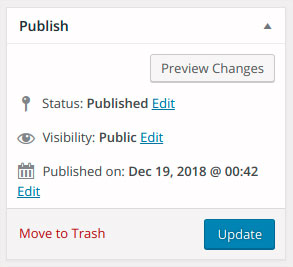 Publish
Preview Changes
Status: Published Edit
Visibility: Public Edit
Published on: Dec 19, 2018 @ 00:42
Edit
Move to Trash
Update